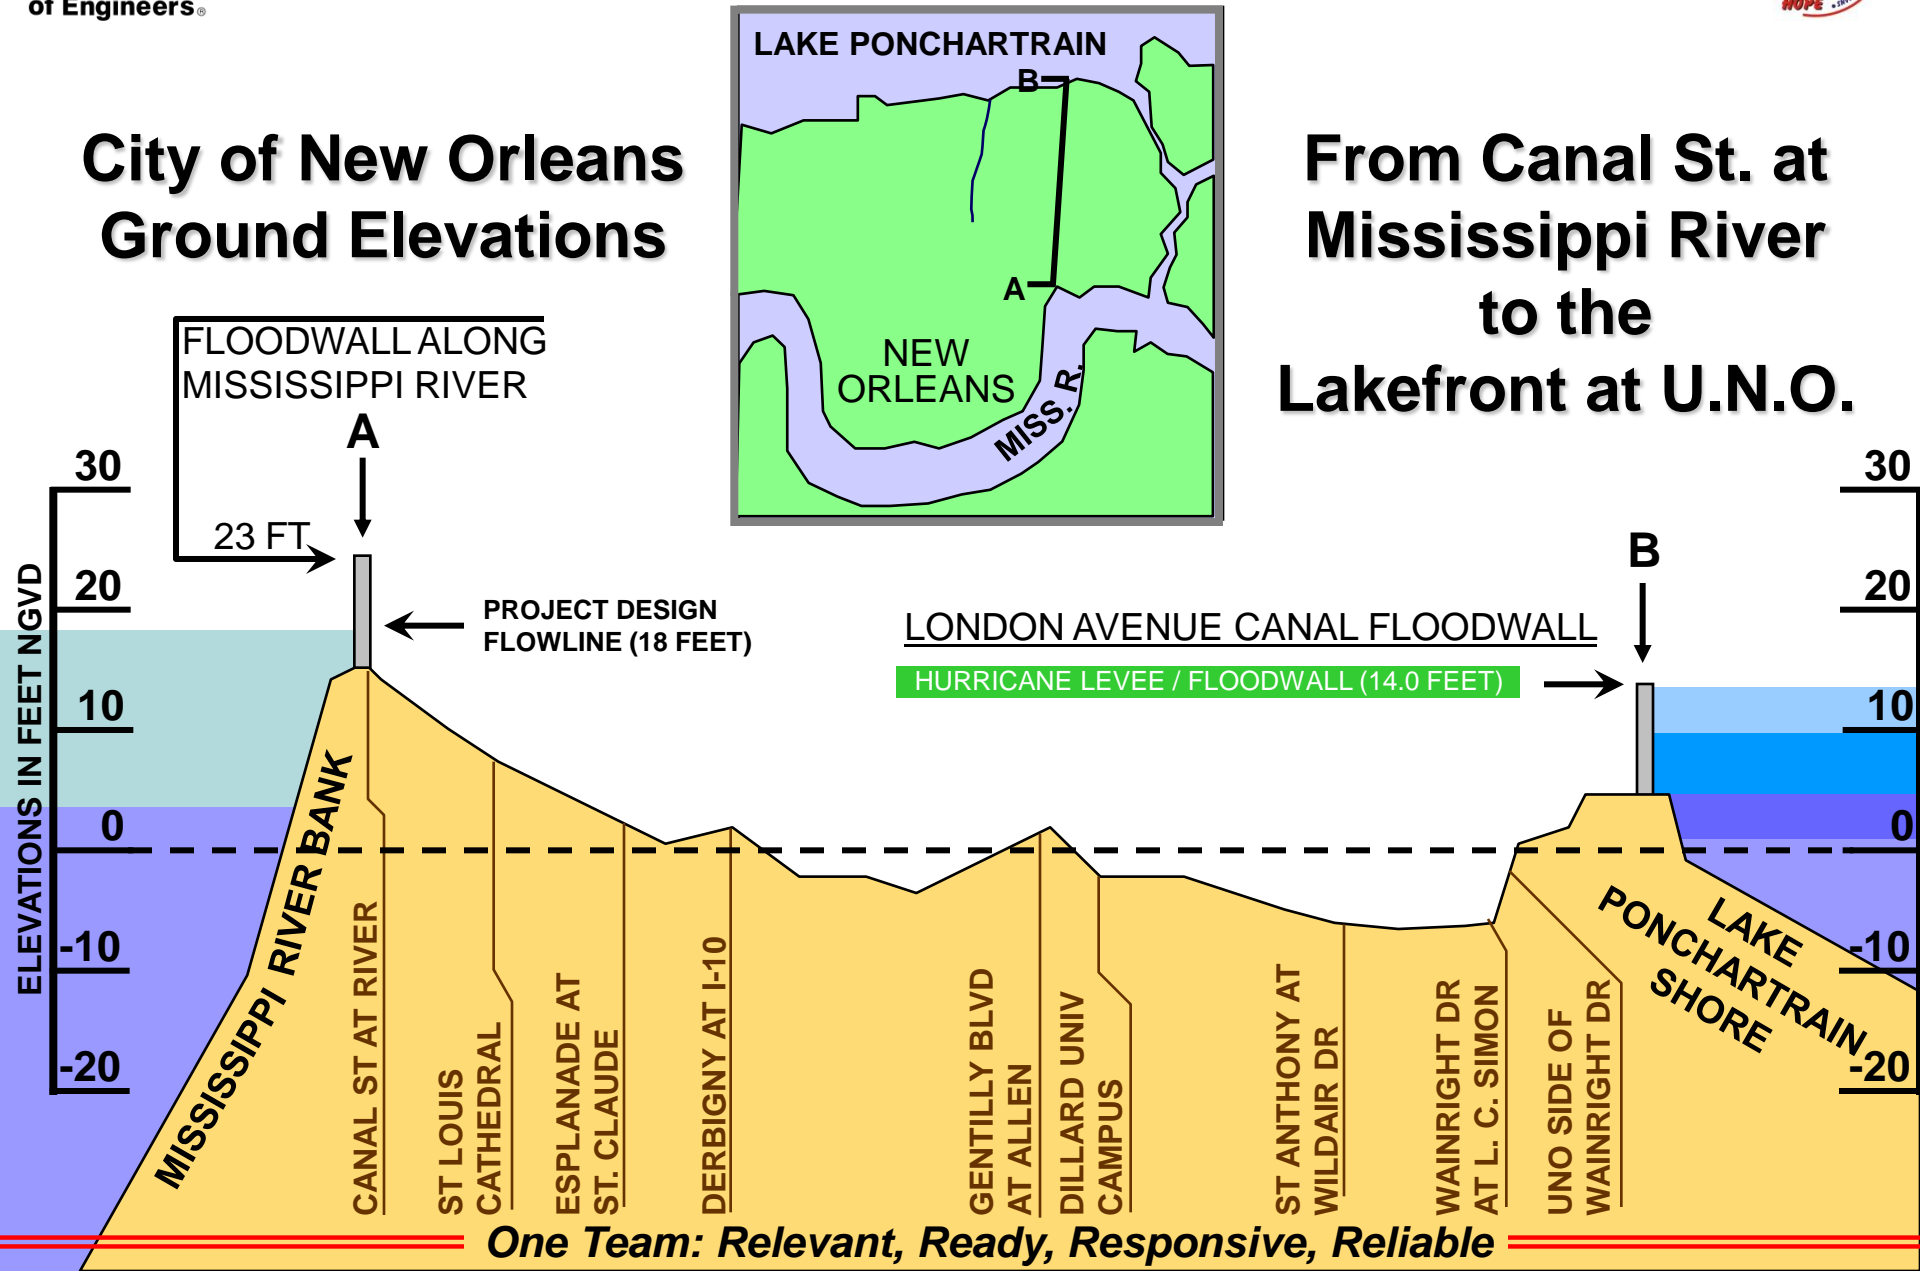 of Engineers®
HOPE
LAKE PONCHARTRAIN
B
A
NEW
ORLEANS
MISS. R.
City of New Orleans
Ground Elevations
From Canal St. at
Mississippi River
to the
Lakefront at U.N.O.
FLOODWALL ALONG
MISSISSIPPI RIVER
A
23 FT
PROJECT DESIGN
FLOWLINE (18 FEET)
B
LONDON AVENUE CANAL FLOODWALL
HURRICANE LEVEE / FLOODWALL (14.0 FEET)
ELEVATIONS IN FEET NGVD
30
20
10
0
-10
-20
30
20
10
0
-10
-20
MISSISSIPPI RIVER BANK
CANAL ST AT RIVER
ST LOUIS
CATHEDRAL
ESPLANADE AT
ST. CLAUDE
DERBIGNY AT I-10
GENTILLY BLVD
AT ALLEN
DILLARD UNIV
CAMPUS
ST ANTHONY AT
WILDAIR DR
WAINRIGHT DR
AT L. C. SIMON
UNO SIDE OF
WAINRIGHT DR
LAKE
PONCHARTRAIN
SHORE
One Team: Relevant, Ready, Responsive, Reliable